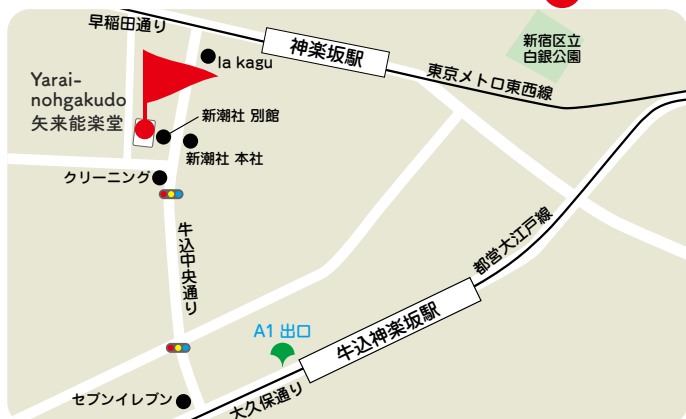 早稲田通り
神楽坂駅
新宿区立
白銀公園
la kagu
東京メトロ東西線
Yarai-
nohgakudo
矢来能楽堂
新潮社 別館
新潮社 本社
クリーニング
牛込中央通り
都営大江戸線
A1 出口
牛込神楽坂駅
セブンイレブン
大久保通り